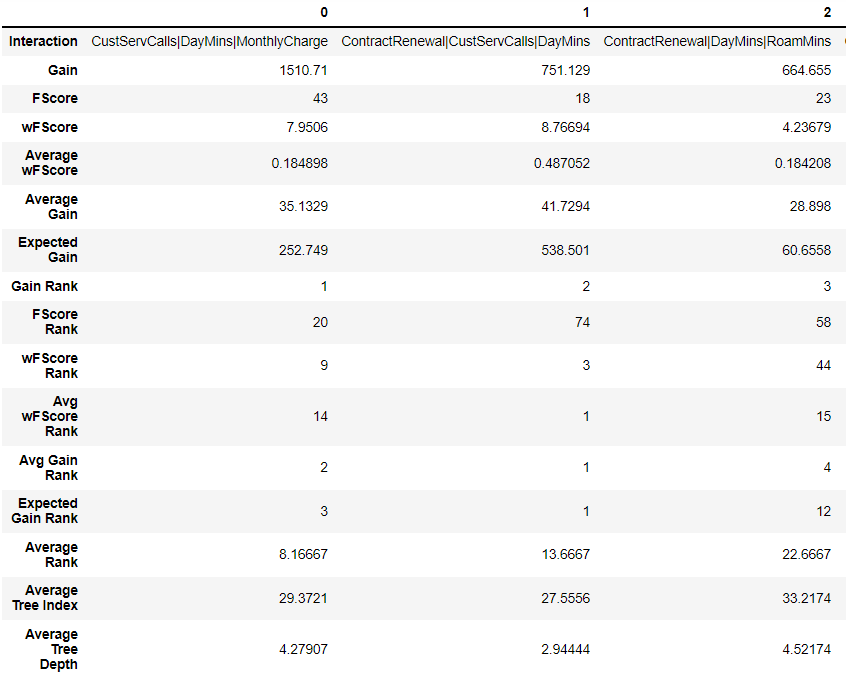 0 1 2
Interaction CustServCalls|DayMins|MonthlyCharge ContractRenewal|CustServCalls|DayMins ContractRenewal|DayMins|RoamMins
Gain 1510.71 751.129 664.655
FScore 43 18 23
wFScore 7.9506 8.76694 4.23679
Average
wFScore 0.184898 0.487052 0.184208
Average
Gain 35.1329 41.7294 28.898
Expected
Gain 252.749 538.501 60.6558
Gain Rank 1 2 3
FScore
Rank 20 74 58
wFScore
Rank 9 3 44
Avg
wFScore 14 1 15
Rank
Avg Gain
Rank 2 1 4
Expected
Gain Rank 3 1 12
Average
Rank 8.16667 13.6667 22.6667
Average
Tree Index 29.3721 27.5556 33.2174
Average
Tree 4.27907 2.94444 4.52174
Depth